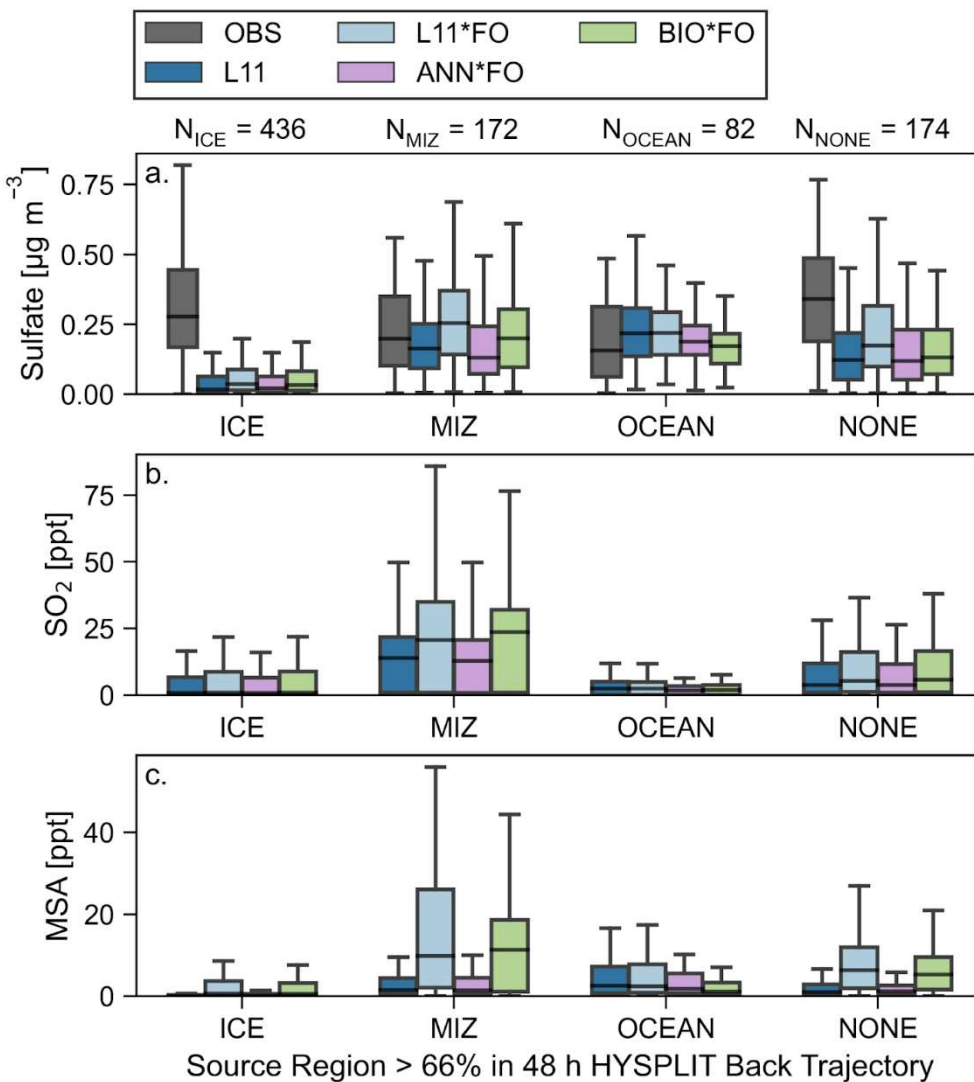 OBS L11*FO BIO*FO
L11 ANN*FO
N_ICE = 436 N_MIZ = 172 N_OCEAN = 82 N_NONE = 174
a.
Sulfate [µg m⁻³]
0.75
0.50
0.25
0.00
ICE MIZ OCEAN NONE
b.
SO₂ [ppt]
75
50
25
0
ICE MIZ OCEAN NONE
c.
MSA [ppt]
40
20
0
ICE MIZ OCEAN NONE
Source Region > 66% in 48 h HYSPLIT Back Trajectory